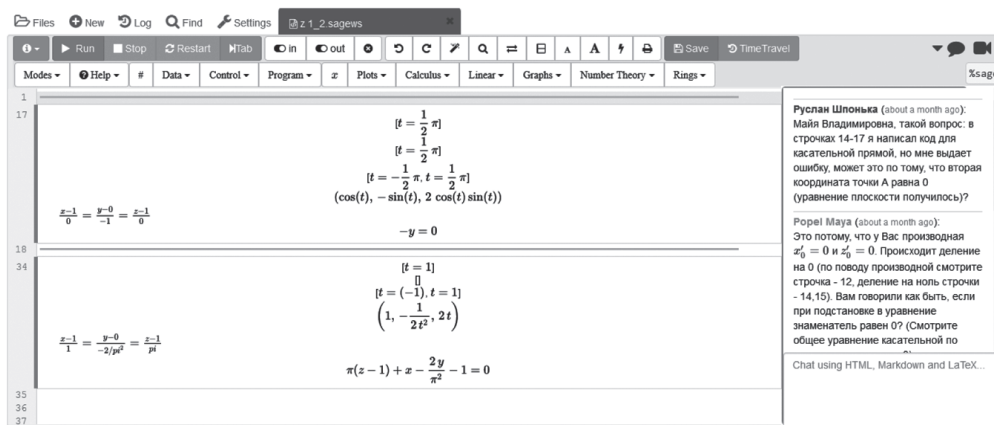 Files New Log Find Settings z 1_2.sagews ×
Run Stop Restart Tab in out A A Save TimeTravel
Modes Help # Data Control Program x Plots Calculus Linear Graphs Number Theory Rings %sage
1
17
[t = 1/2 π]
[t = 1/2 π]
[t = −1/2 π, t = 1/2 π]
(cos(t), −sin(t), 2 cos(t) sin(t))
x−1/0 = y−0/−1 = z−1/0
−y = 0
18
34
[t = 1]
[]
[t = (−1), t = 1]
(1, −1/2t², 2t)
x−1/1 = y−0/−2/pi² = z−1/pi
π(z − 1) + x − 2y/π² − 1 = 0
35
36
37
Руслан Шпонька (about a month ago):
Майя Владимировна, такой вопрос: в
строчках 14-17 я написал код для
касательной прямой, но мне выдает
ошибку, может это по тому, что вторая
координата точки А равна 0
(уравнение плоскости получилось)?
Popel Maya (about a month ago):
Это потому, что у Вас производная
x′₀ = 0 и z′₀ = 0. Происходит деление
на 0 (по поводу производной смотрите
строчка - 12, деление на ноль строчки
- 14,15). Вам говорили как быть, если
при подстановке в уравнение
знаменатель равен 0? (Смотрите
общее уравнение касательной по
Chat using HTML, Markdown and LaTeX...